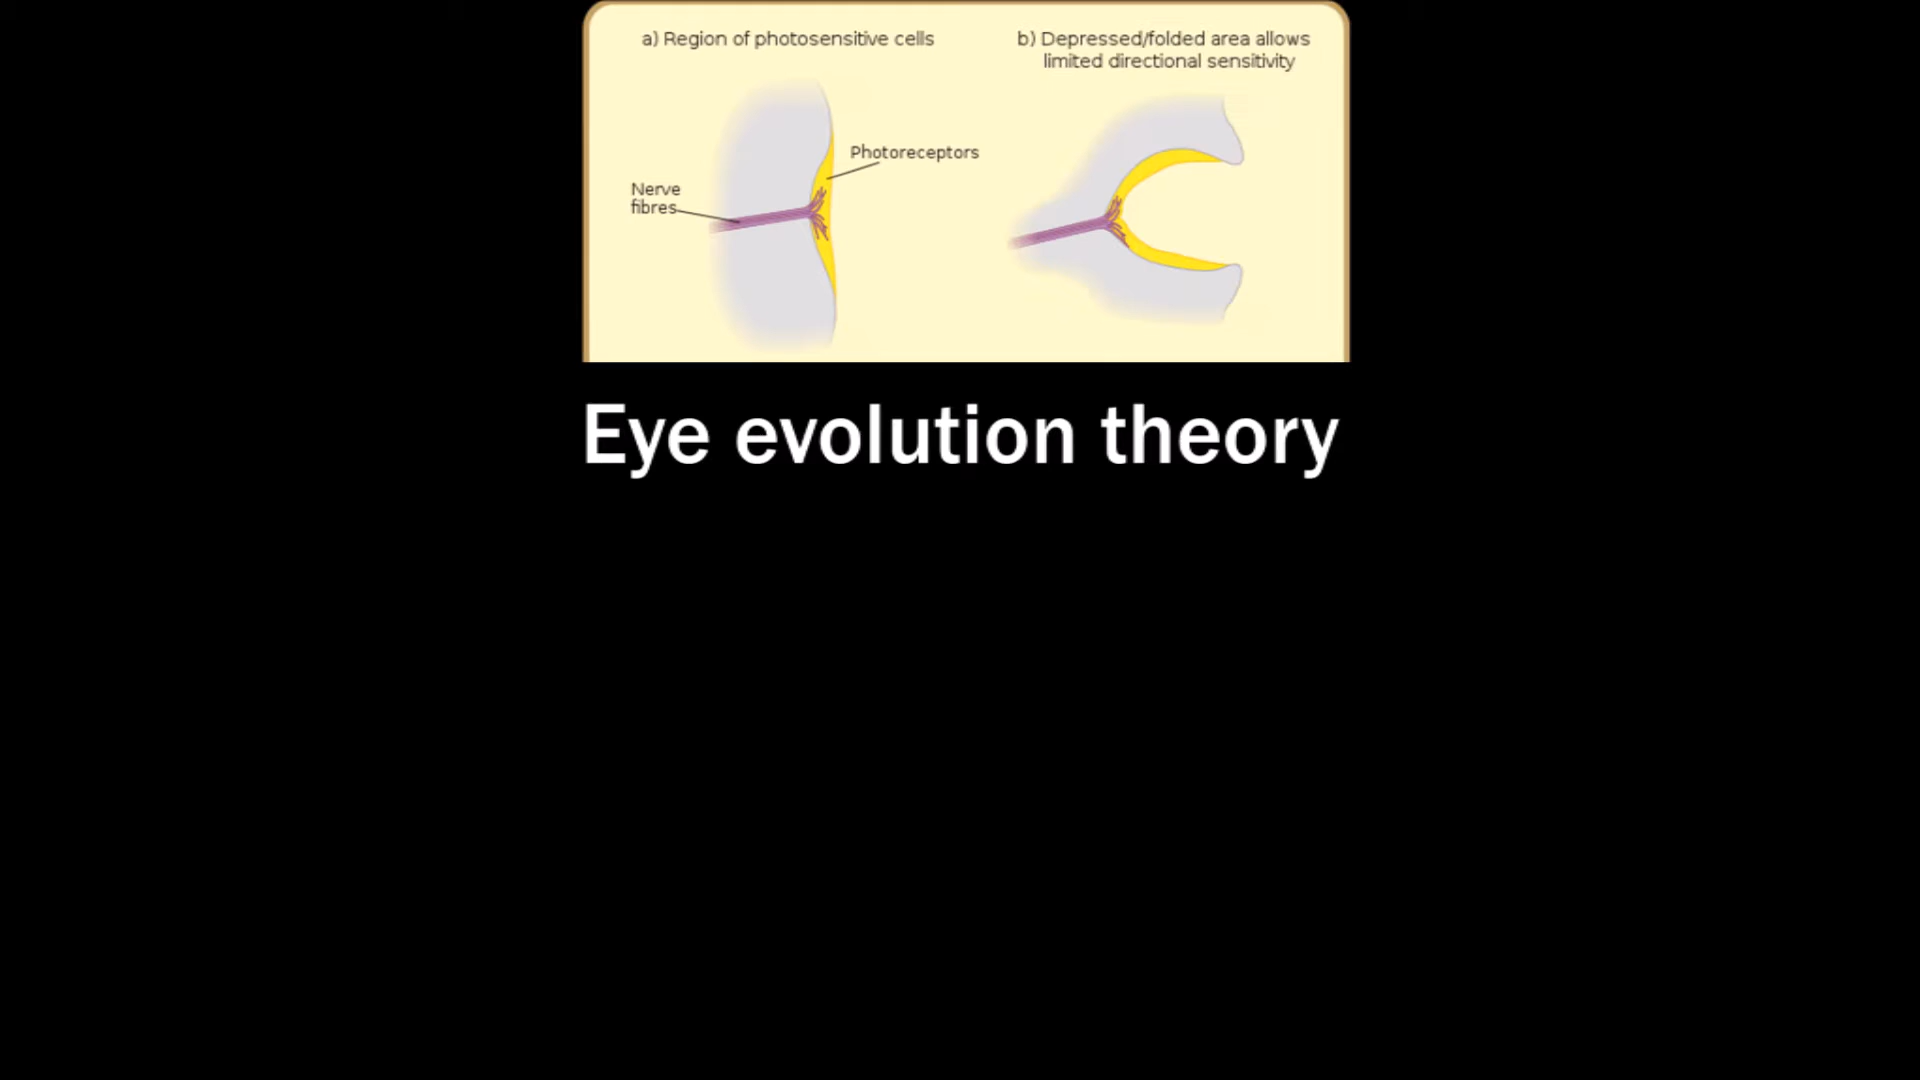 a) Region of photosensitive cells
b) Depressed/folded area allows
limited directional sensitivity
Photoreceptors
Nerve
fibres
Eye evolution theory